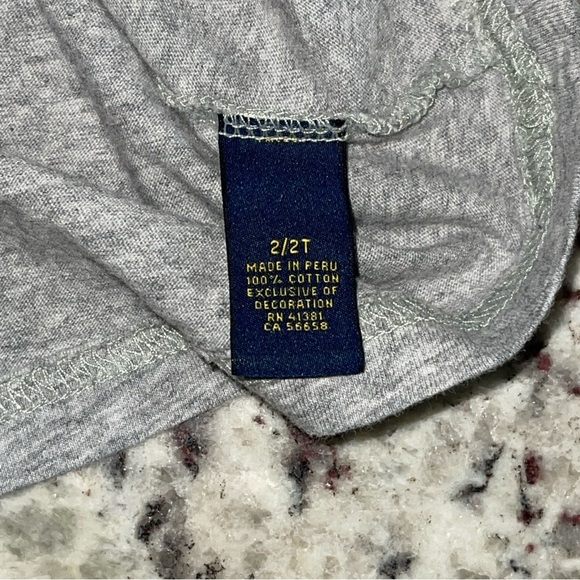 2/2T
MADE IN PERU
100% COTTON
EXCLUSIVE OF
DECORATION
RN 41381
CA 56658